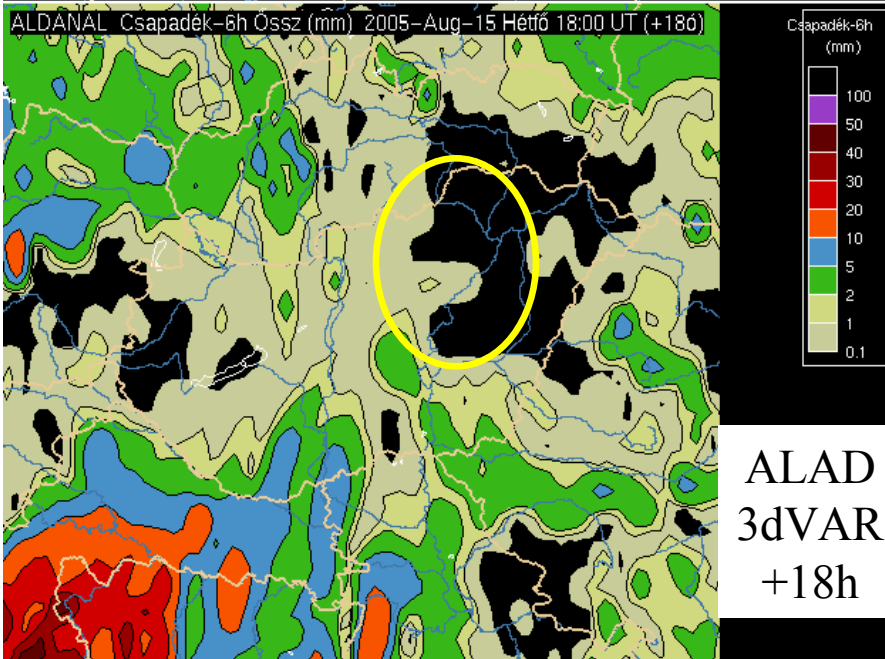 ALDANAL Csapadék–6h Össz (mm) 2005–Aug–15 Hétfő 18:00 UT (+18ó)
Csapadék-6h
(mm)
100
50
40
30
20
10
5
2
1
0.1
ALAD
3dVAR
+18h